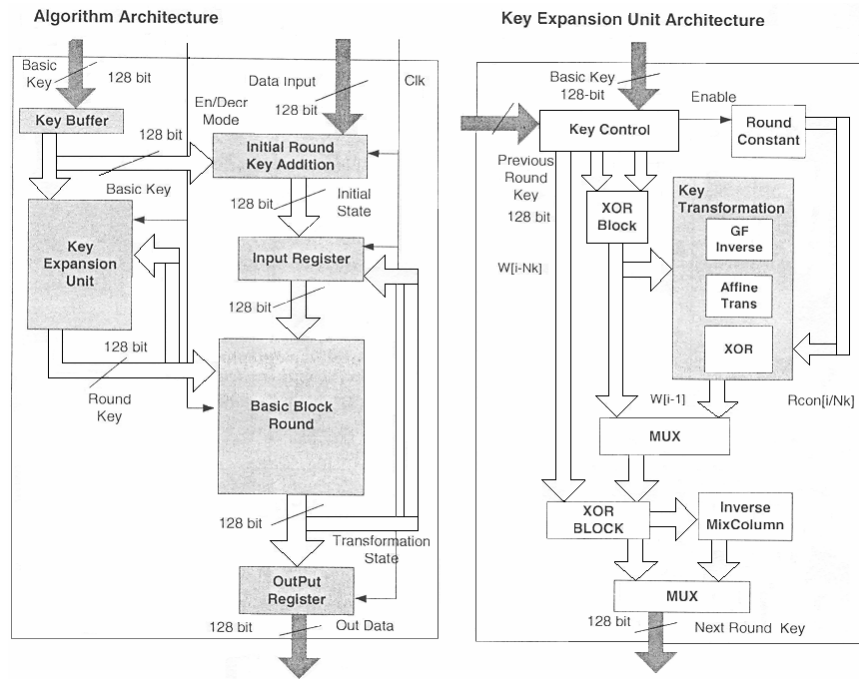 Algorithm Architecture
Basic
Key
128 bit
Data Input
128 bit
Clk
En/Decr
Mode
Key Buffer
128 bit
Initial Round
Key Addition
Basic Key
128 bit
Initial
State
Key
Expansion
Unit
Input Register
128 bit
128 bit
Round
Key
Basic Block
Round
128 bit
Transformation
State
OutPut
Register
128 bit
Out Data
Key Expansion Unit Architecture
Basic Key
128-bit
Enable
Key Control
Round
Constant
Previous
Round
Key
128 bit
XOR
Block
Key
Transformation
GF
Inverse
W[i-Nk]
Affine
Trans
XOR
W[i-1]
Rcon[i/Nk]
MUX
XOR
BLOCK
Inverse
MixColumn
MUX
128 bit
Next Round Key